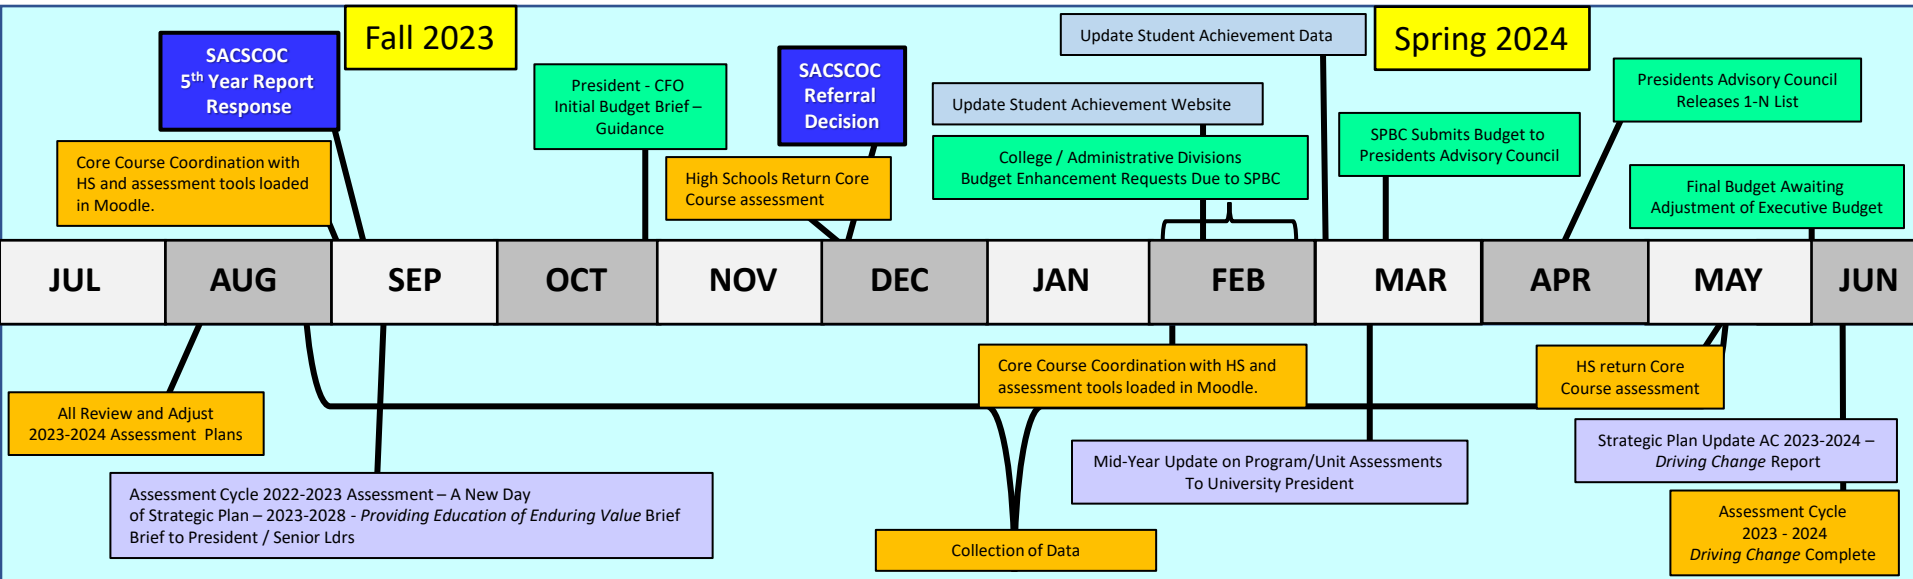 Fall 2023
Spring 2024
SACSCOC
5th Year Report
Response
Core Course Coordination with
HS and assessment tools loaded
in Moodle.
President - CFO
Initial Budget Brief –
Guidance
SACSCOC
Referral
Decision
High Schools Return Core
Course assessment
Update Student Achievement Data
Update Student Achievement Website
College / Administrative Divisions
Budget Enhancement Requests Due to SPBC
SPBC Submits Budget to
Presidents Advisory Council
Presidents Advisory Council
Releases 1-N List
Final Budget Awaiting
Adjustment of Executive Budget
JUL
AUG
SEP
OCT
NOV
DEC
JAN
FEB
MAR
APR
MAY
JUN
All Review and Adjust
2023-2024 Assessment Plans
Assessment Cycle 2022-2023 Assessment – A New Day
of Strategic Plan – 2023-2028 - Providing Education of Enduring Value Brief
Brief to President / Senior Ldrs
Core Course Coordination with HS and
assessment tools loaded in Moodle.
Collection of Data
Mid-Year Update on Program/Unit Assessments
To University President
HS return Core
Course assessment
Strategic Plan Update AC 2023-2024 –
Driving Change Report
Assessment Cycle
2023 - 2024
Driving Change Complete